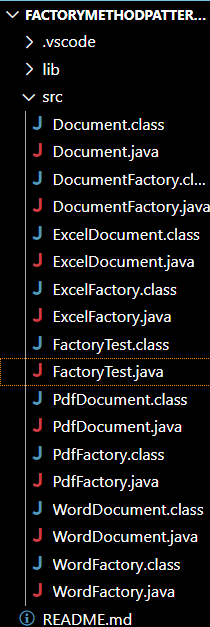 FACTORYMETHODPATTER...
.vscode
lib
src
Document.class
Document.java
DocumentFactory.cl...
DocumentFactory.java
ExcelDocument.class
ExcelDocument.java
ExcelFactory.class
ExcelFactory.java
FactoryTest.class
FactoryTest.java
PdfDocument.class
PdfDocument.java
PdfFactory.class
PdfFactory.java
WordDocument.class
WordDocument.java
WordFactory.class
WordFactory.java
README.md